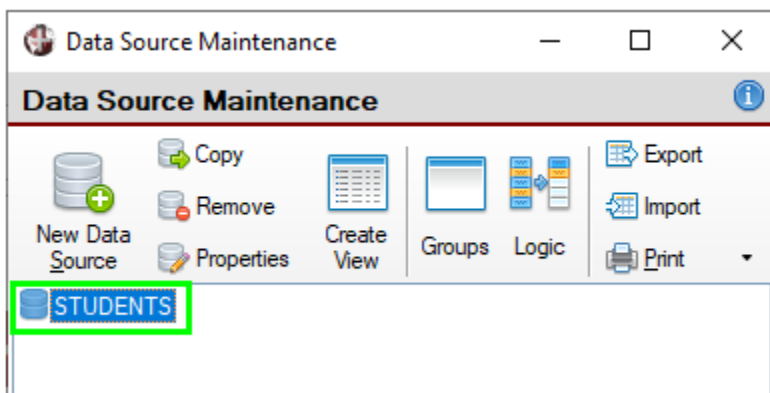 Data Source Maintenance
Data Source Maintenance
New Data
Source
Copy
Remove
Properties
Create
View
Groups
Logic
Export
Import
Print
STUDENTS